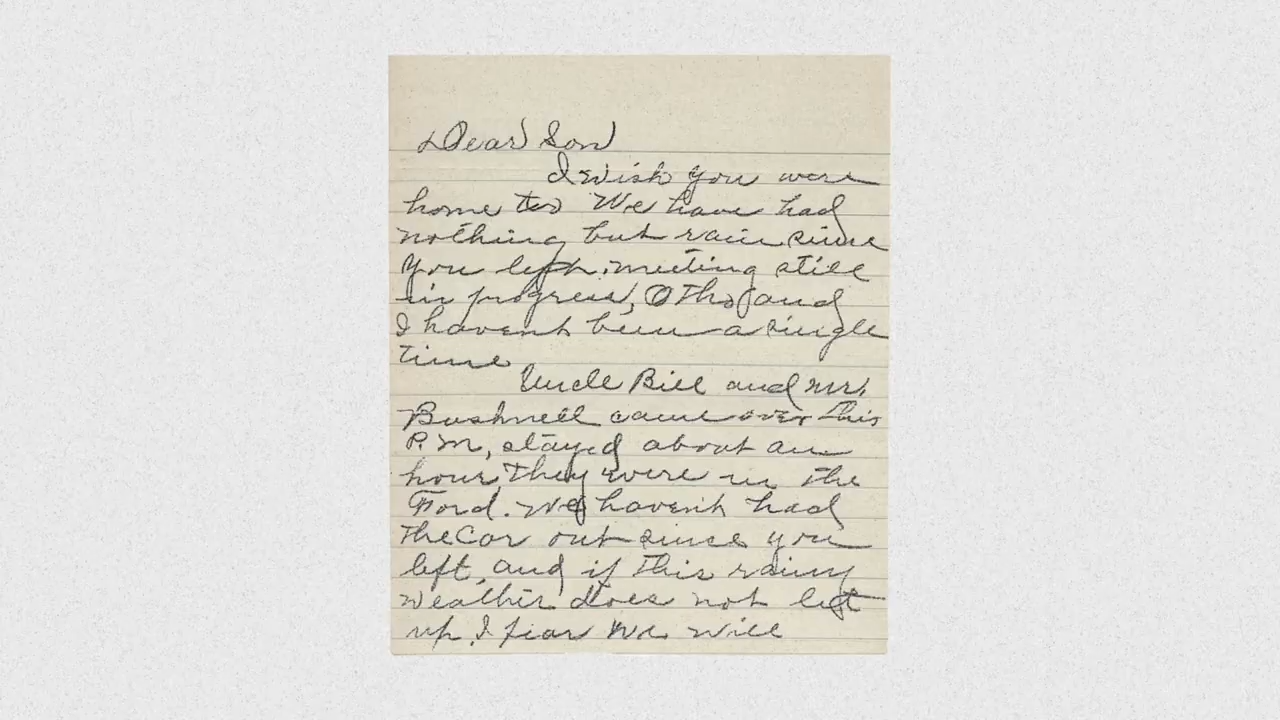 Dear Son
I wish you were
home too We have had
nothing but rain since
you left, meeting still
in progress, Otho and
I havent been a single
time
Uncle Bill and Mr.
Bushnell came over this
P.M, stayed about an
hour, They were in the
Ford. We haven't had
the Car out since you
left, and if this rainy
weather does not let
up, I fear we will